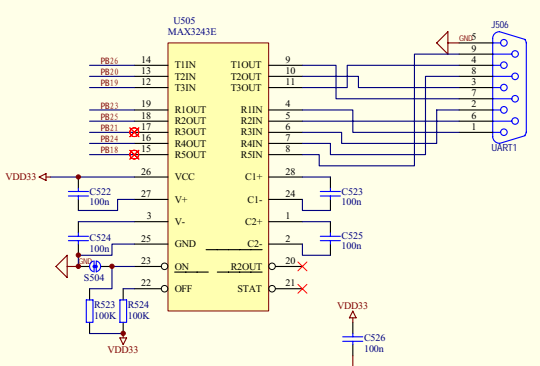 U505
MAX3243E
J506
PB26 14 T1IN T1OUT 9
PB20 13 T2IN T2OUT 10
PB19 12 T3IN T3OUT 11
PB23 19 R1OUT R1IN 4
PB25 18 R2OUT R2IN 5
PB21 17 R3OUT R3IN 6
PB24 16 R4OUT R4IN 7
PB18 15 R5OUT R5IN 8
GND 5
9
4
8
3
7
2
6
1
UART1
VDD33 26 VCC C1+ 28
C522
100n
27 V+ C1- 24
C523
100n
3 V- C2+ 1
C524
100n
25 GND C2- 2
C525
100n
GND
S504
23 ON R2OUT 20
22 OFF STAT 21
R523
100K
R524
100K
VDD33
VDD33
C526
100n